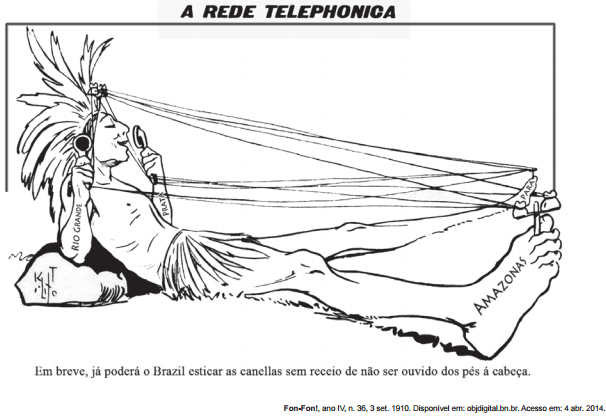 A REDE TELEPHONICA
RIO GRANDE
PRATA
PARÁ
AMAZONAS
Em breve, já poderá o Brazil esticar as canellas sem receio de não ser ouvido dos pés á cabeça.
Fon-Fon!, ano IV, n. 36, 3 set. 1910. Disponível em: objdigital.bn.br. Acesso em: 4 abr. 2014.